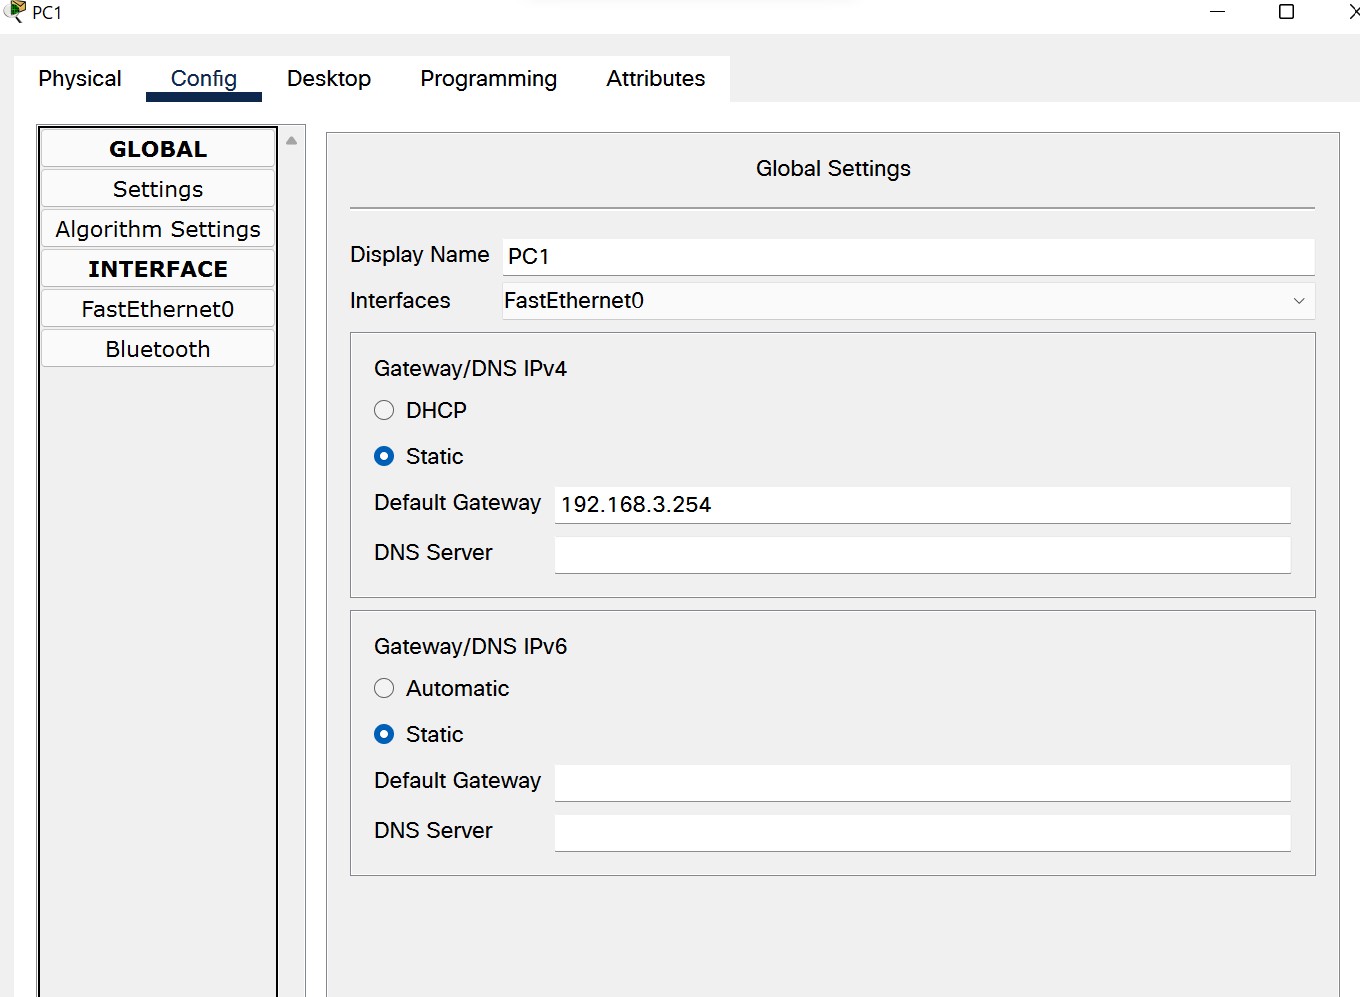 PC1
Physical Config Desktop Programming Attributes
GLOBAL
Settings
Algorithm Settings
INTERFACE
FastEthernet0
Bluetooth
Global Settings
Display Name PC1
Interfaces FastEthernet0
Gateway/DNS IPv4
DHCP
Static
Default Gateway 192.168.3.254
DNS Server
Gateway/DNS IPv6
Automatic
Static
Default Gateway
DNS Server